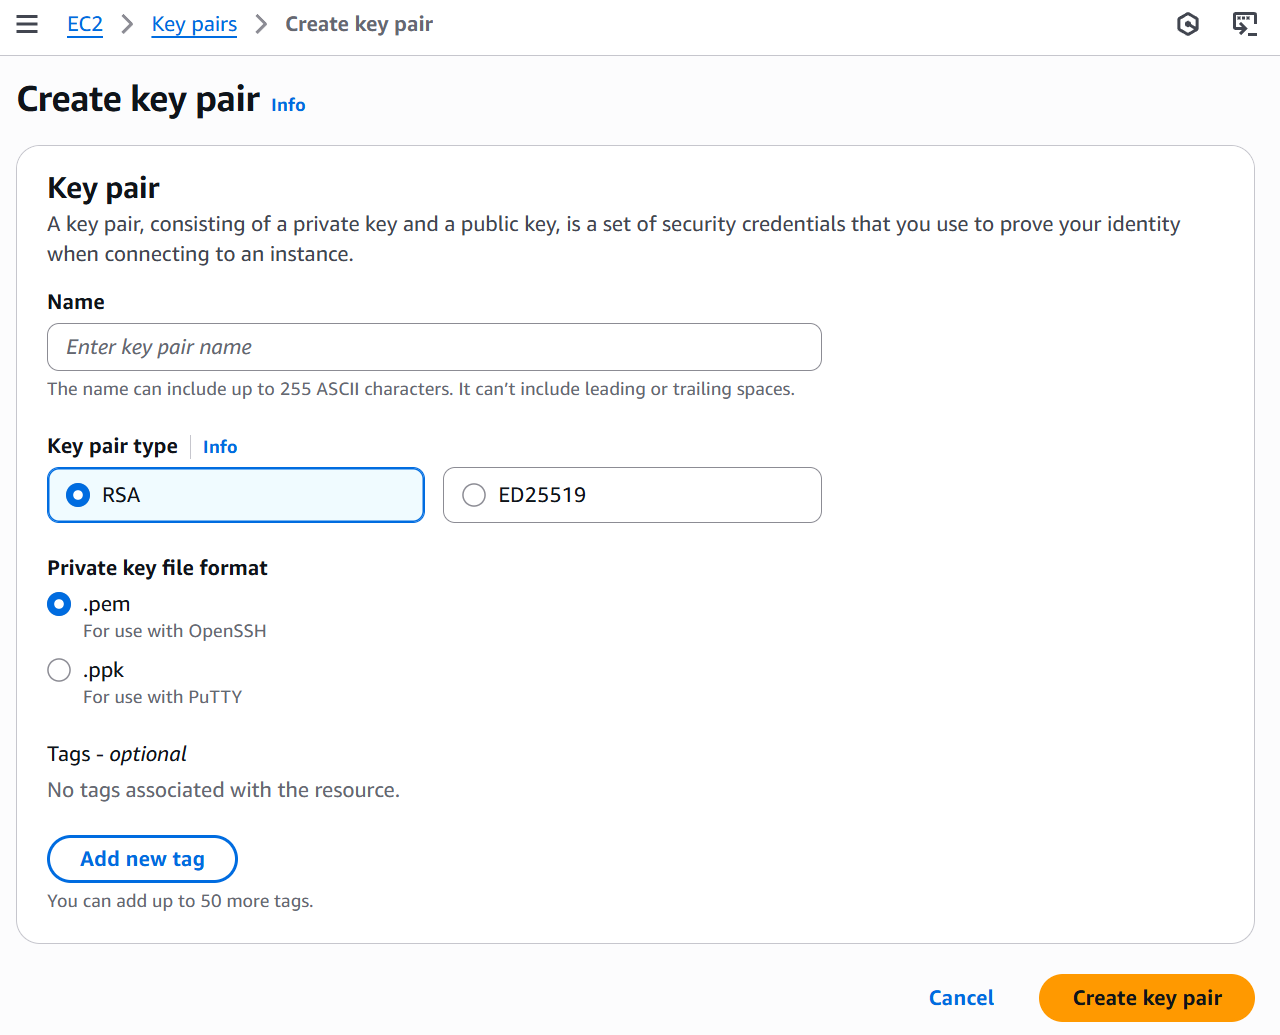 EC2 > Key pairs > Create key pair
Create key pair Info
Key pair
A key pair, consisting of a private key and a public key, is a set of security credentials that you use to prove your identity
when connecting to an instance.
Name
Enter key pair name
The name can include up to 255 ASCII characters. It can’t include leading or trailing spaces.
Key pair type Info
RSA ED25519
Private key file format
.pem
For use with OpenSSH
.ppk
For use with PuTTY
Tags - optional
No tags associated with the resource.
Add new tag
You can add up to 50 more tags.
Cancel Create key pair